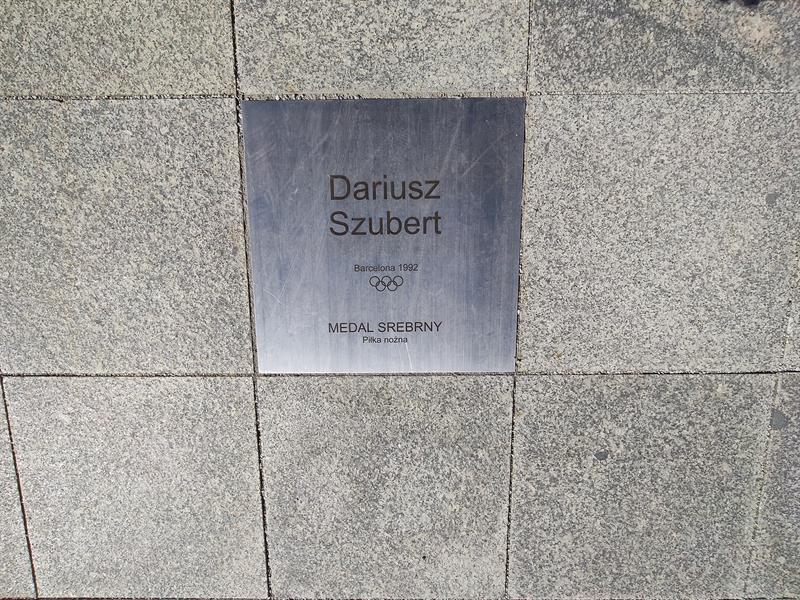 Dariusz
Szubert
Barcelona 1992
MEDAL SREBRNY
Piłka nożna